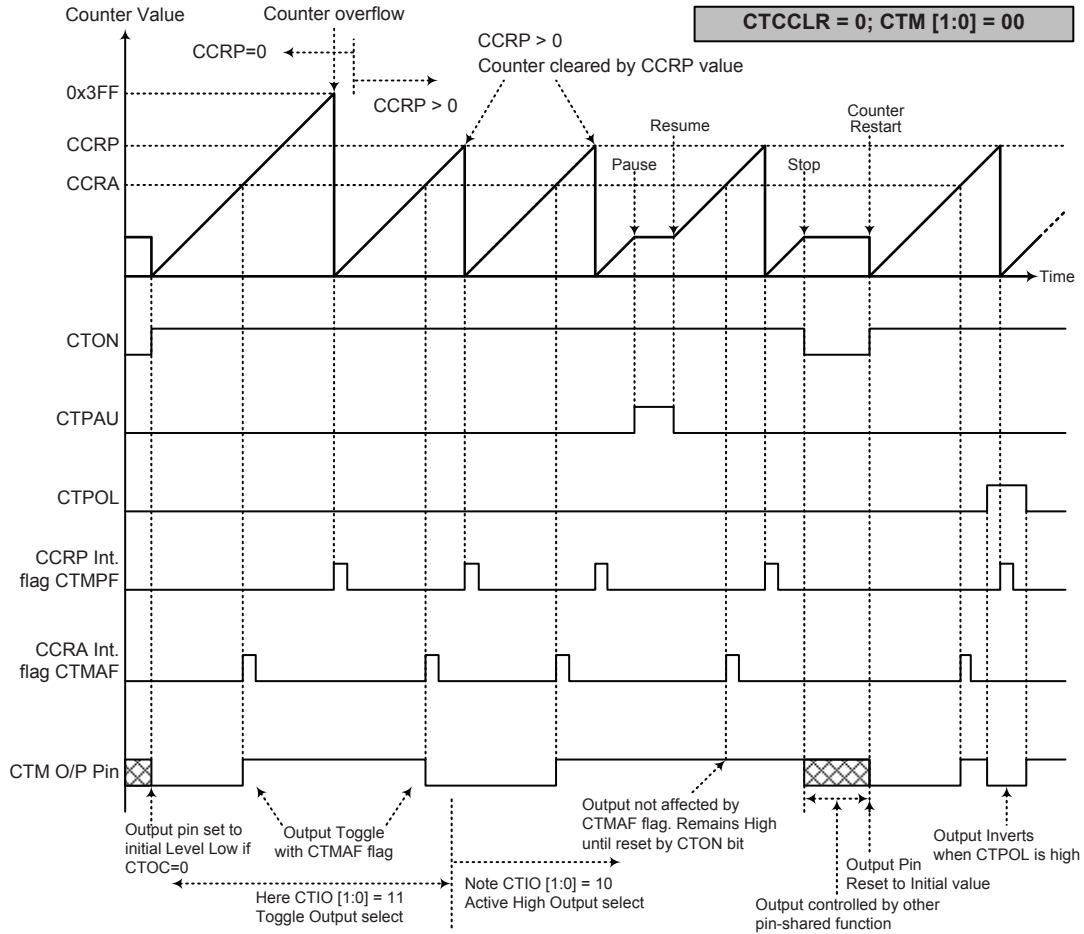 Counter Value
Counter overflow
CTCCLR = 0; CTM [1:0] = 00
CCRP=0
CCRP > 0
CCRP > 0
Counter cleared by CCRP value
0x3FF
CCRP
CCRA
Pause
Resume
Stop
Counter
Restart
Time
CTON
CTPAU
CTPOL
CCRP Int.
flag CTMPF
CCRA Int.
flag CTMAF
CTM O/P Pin
Output pin set to
initial Level Low if
CTOC=0
Output Toggle
with CTMAF flag
Output not affected by
CTMAF flag. Remains High
until reset by CTON bit
Output Inverts
when CTPOL is high
Output Pin
Reset to Initial value
Here CTIO [1:0] = 11
Toggle Output select
Note CTIO [1:0] = 10
Active High Output select
Output controlled by other
pin-shared function